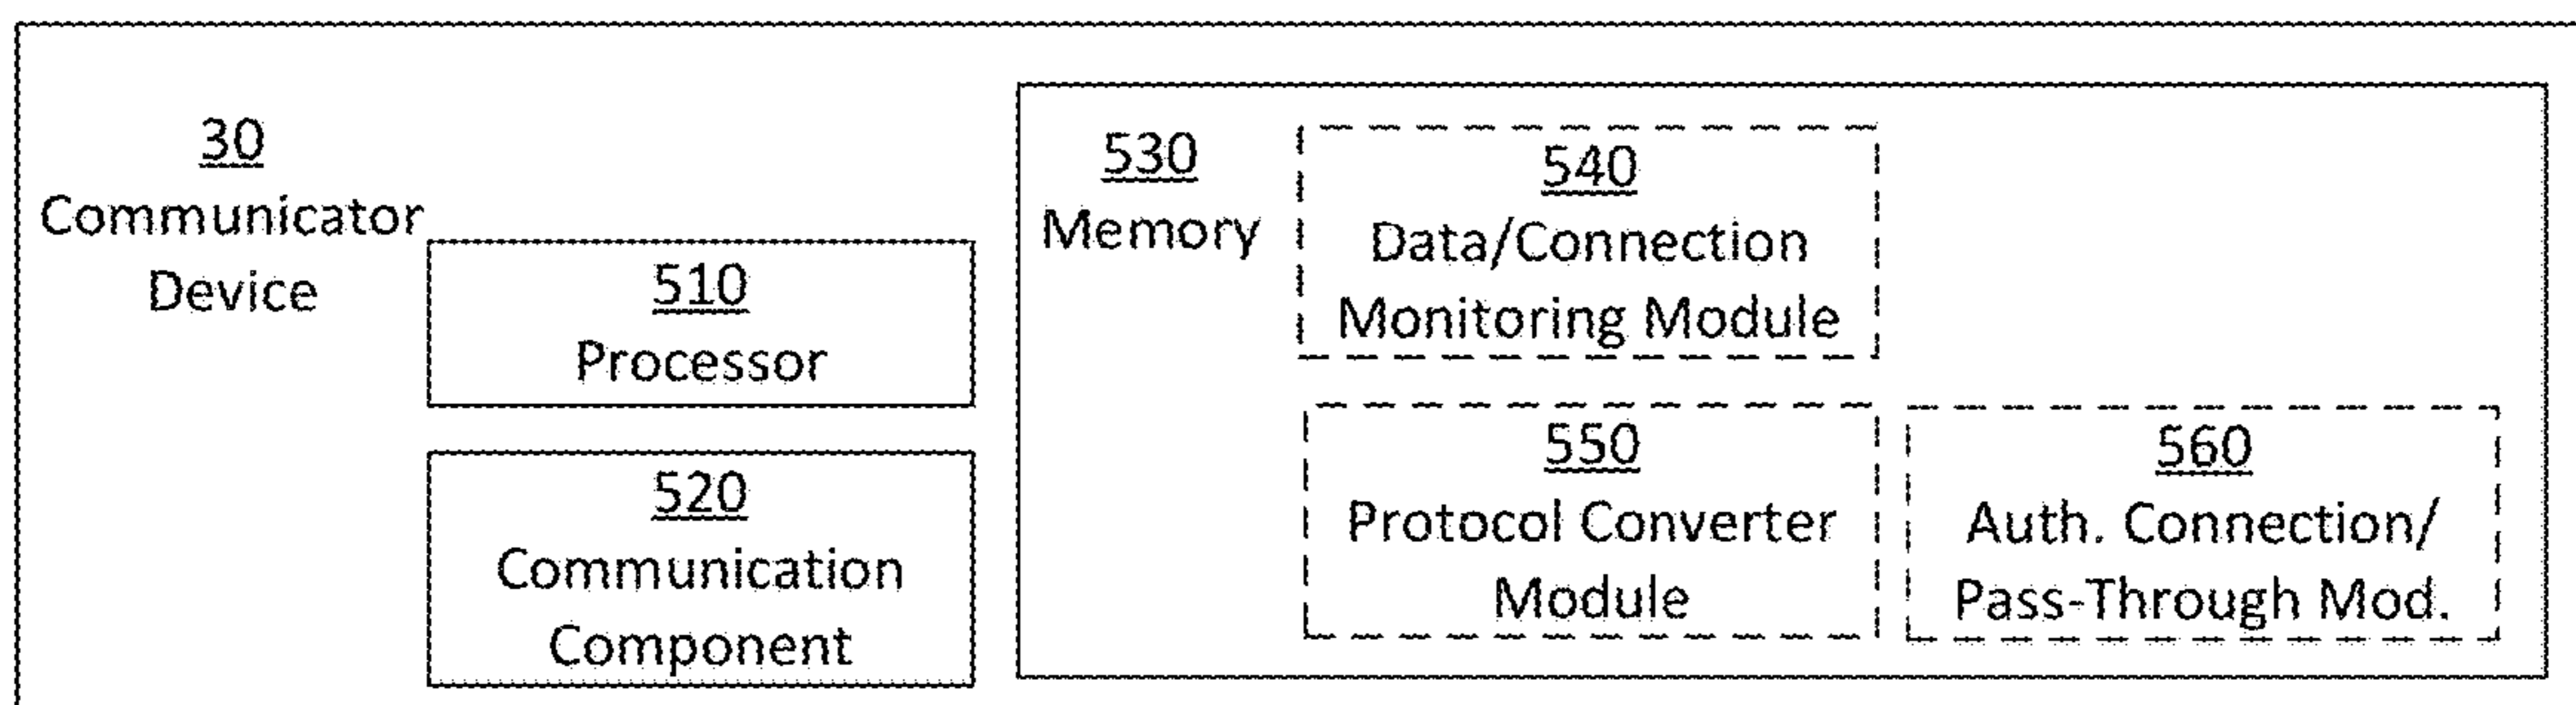 30
Communicator
Device
510
Processor
520
Communication
Component
530
Memory
540
Data/Connection
Monitoring Module
550
Protocol Converter
Module
560
Auth. Connection/
Pass-Through Mod.